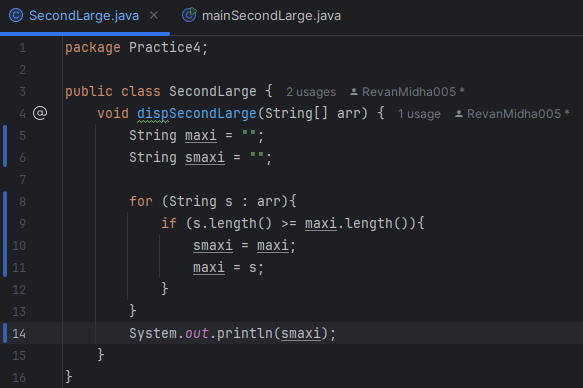 SecondLarge.java × mainSecondLarge.java
1 package Practice4;
2
3 public class SecondLarge { 2 usages RevanMidha005 *
4 @ void dispSecondLarge(String[] arr) { 1 usage RevanMidha005 *
5 String maxi = "";
6 String smaxi = "";
7
8 for (String s : arr){
9 if (s.length() >= maxi.length()){
10 smaxi = maxi;
11 maxi = s;
12 }
13 }
14 System.out.println(smaxi);
15 }
16 }